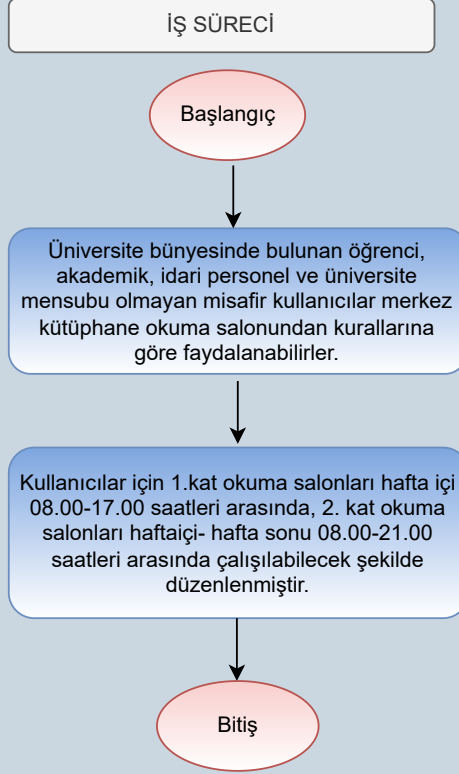 İŞ SÜRECİ
Başlangıç
Üniversite bünyesinde bulunan öğrenci,
akademik, idari personel ve üniversite
mensubu olmayan misafir kullanıcılar merkez
kütüphane okuma salonundan kurallarına
göre faydalanabilirler.
Kullanıcılar için 1.kat okuma salonları hafta içi
08.00-17.00 saatleri arasında, 2. kat okuma
salonları haftaiçi- hafta sonu 08.00-21.00
saatleri arasında çalışılabilecek şekilde
düzenlenmiştir.
Bitiş